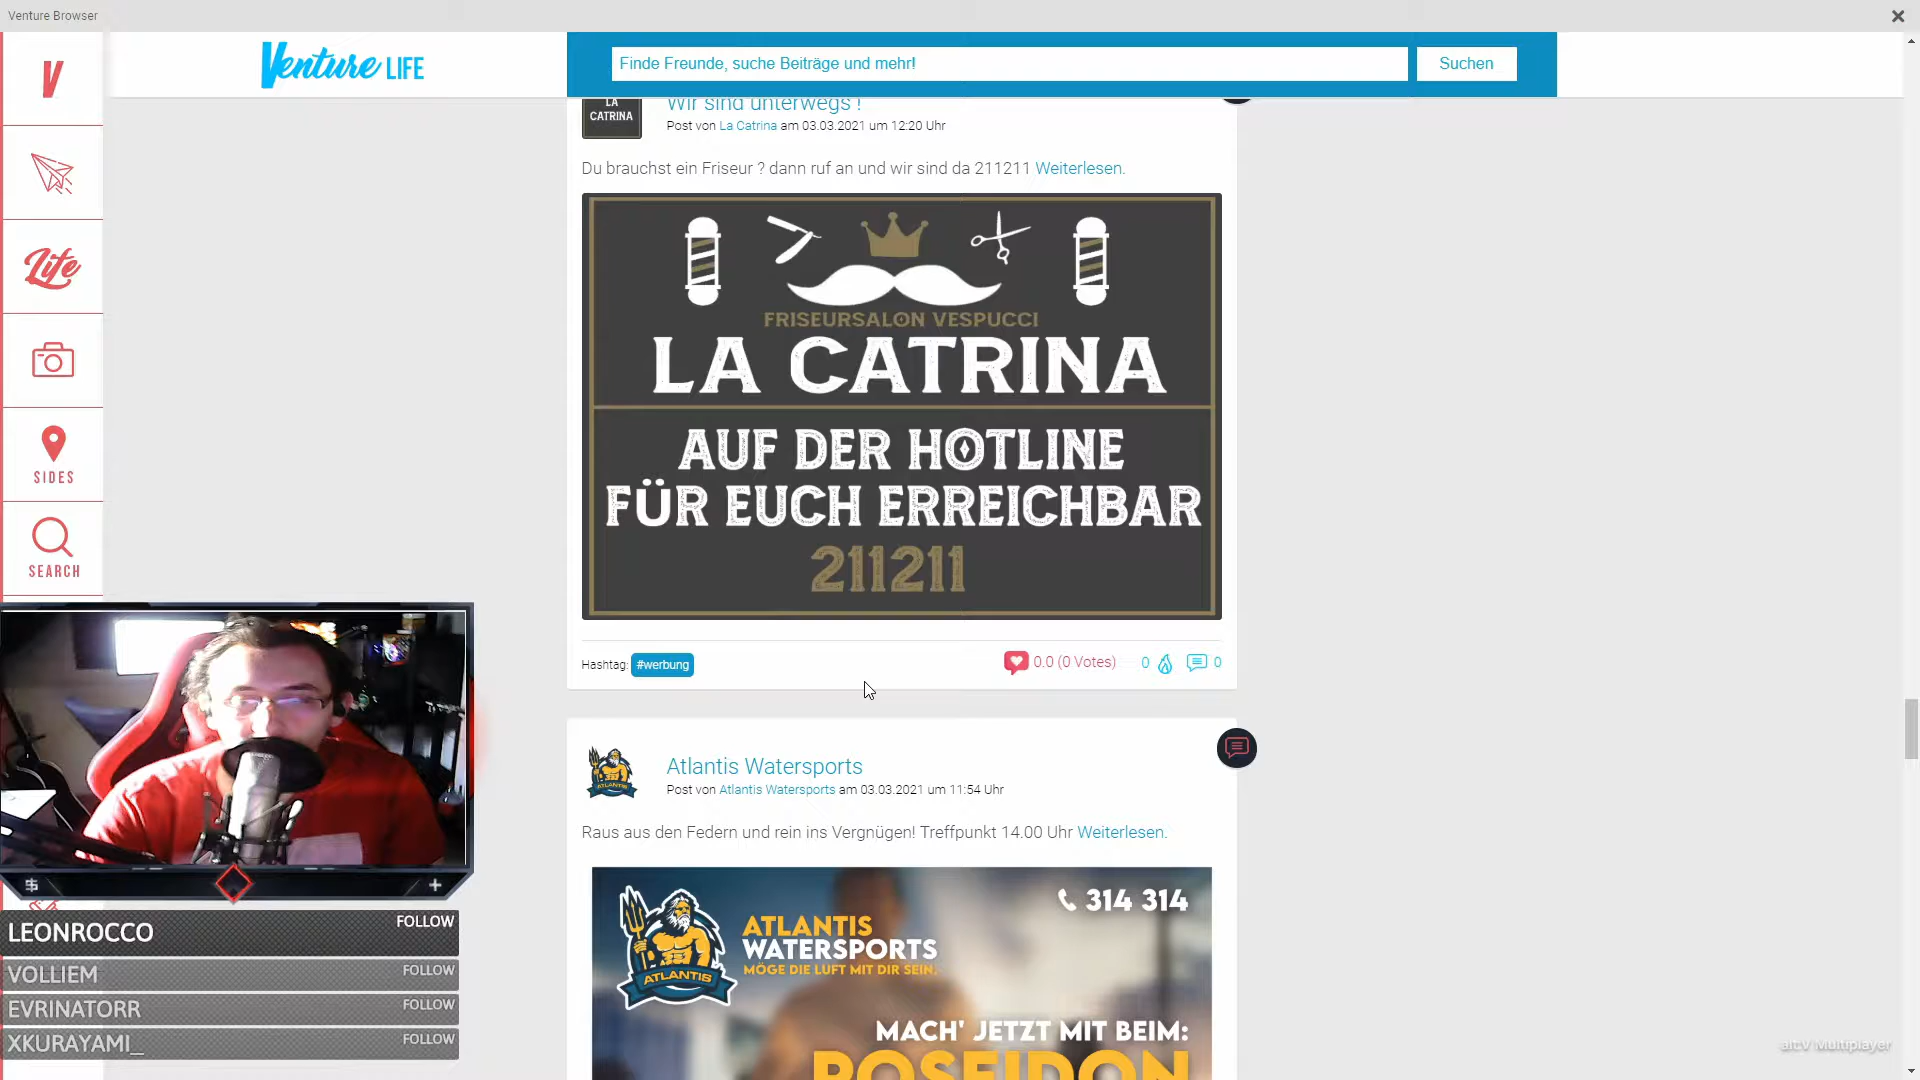 Venture Browser
V
Venture LIFE
Finde Freunde, suche Beiträge und mehr!
Suchen
Life
SIDES
SEARCH
LA
CATRINA
Wir sind unterwegs !
Post von La Catrina am 03.03.2021 um 12:20 Uhr
Du brauchst ein Friseur ? dann ruf an und wir sind da 211211 Weiterlesen.
FRISEURSALON VESPUCCI
LA CATRINA
AUF DER HOTLINE
FÜR EUCH ERREICHBAR
211211
Hashtag: #werbung
0.0 (0 Votes)
0
0
Atlantis Watersports
Post von Atlantis Watersports am 03.03.2021 um 11:54 Uhr
ATLANTIS
Raus aus den Federn und rein ins Vergnügen! Treffpunkt 14.00 Uhr Weiterlesen.
314 314
ATLANTIS
WATERSPORTS
MÖGE DIE LUFT MIT DIR SEIN.
ATLANTIS
MACH' JETZT MIT BEIM:
POSEIDON
LEONROCCO FOLLOW
VOLLIEM FOLLOW
EVRINATORR FOLLOW
XKURAYAMI_ FOLLOW
alt:V Multiplayer